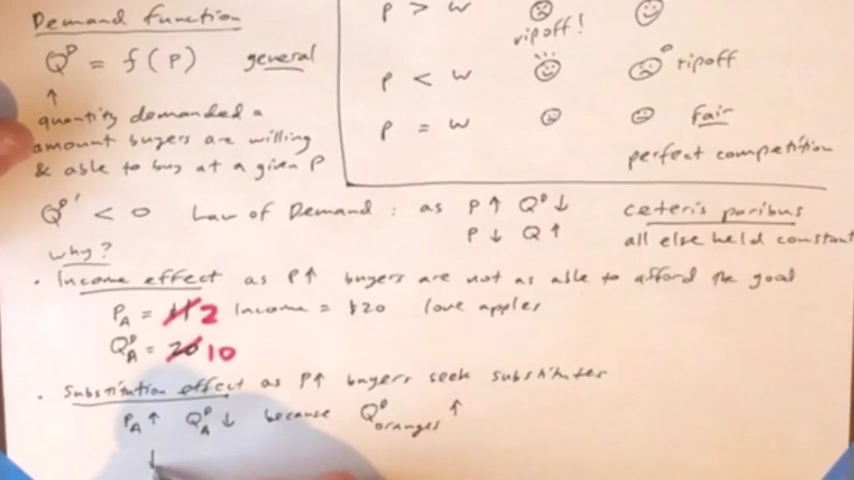 Demand function
Q^D = f(P) general
↑
quantity demanded =
amount buyers are willing
& able to buy at a given P
P > W
ripoff!
P < W ripoff
P = W fair
perfect competition
Q^D' < 0 Law of Demand: as P↑ Q^D↓ ceteris paribus
P↓ Q↑ all else held constant
why?
• Income effect as P↑ buyers are not as able to afford the good
P_A = $1 2 Income = $20 love apples
Q^D_A = 20 10
• Substitution effect as P↑ buyers seek substitutes
P_A ↑ Q^D_A ↓ because Q^D_oranges ↑
↓